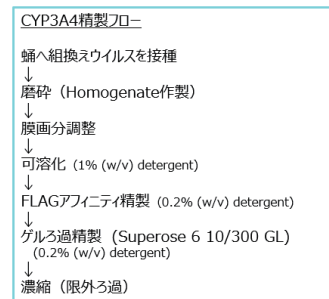 CYP3A4精製フロー
蛹へ組換えウイルスを接種
↓
磨砕（Homogenate作製）
↓
膜画分調整
↓
可溶化 (1% (w/v) detergent)
↓
FLAGアフィニティ精製 (0.2% (w/v) detergent)
↓
ゲルろ過精製 (Superose 6 10/300 GL)
(0.2% (w/v) detergent)
↓
濃縮（限外ろ過）